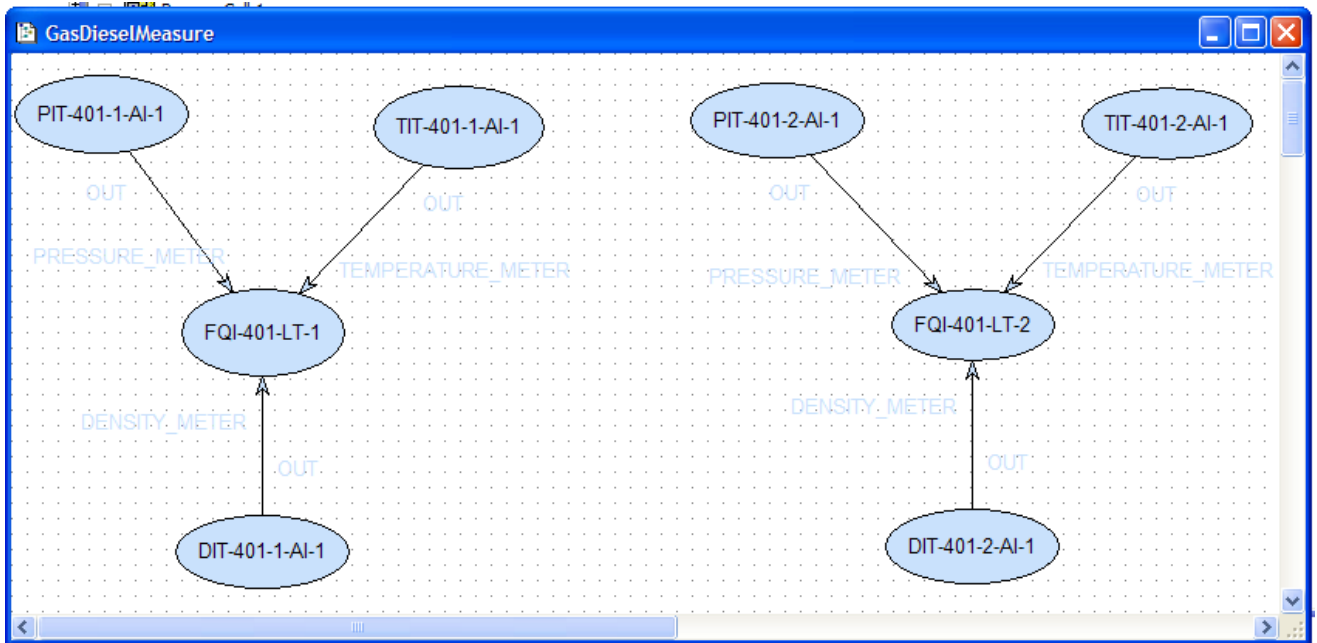 GasDieselMeasure
PIT-401-1-AI-1
TIT-401-1-AI-1
PIT-401-2-AI-1
TIT-401-2-AI-1
OUT
OUT
OUT
OUT
PRESSURE_METER
TEMPERATURE_METER
PRESSURE_METER
TEMPERATURE_METER
FQI-401-LT-1
FQI-401-LT-2
DENSITY_METER
DENSITY_METER
OUT
OUT
DIT-401-1-AI-1
DIT-401-2-AI-1